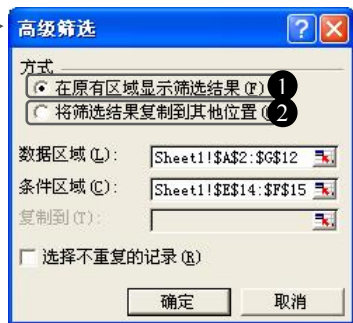 高级筛选
方式
在原有区域显示筛选结果(F) 1
将筛选结果复制到其他位置( 2
数据区域(L): Sheet1!$A$2:$G$12
条件区域(C): Sheet1!$E$14:$F$15
复制到(T):
选择不重复的记录(R)
确定 取消